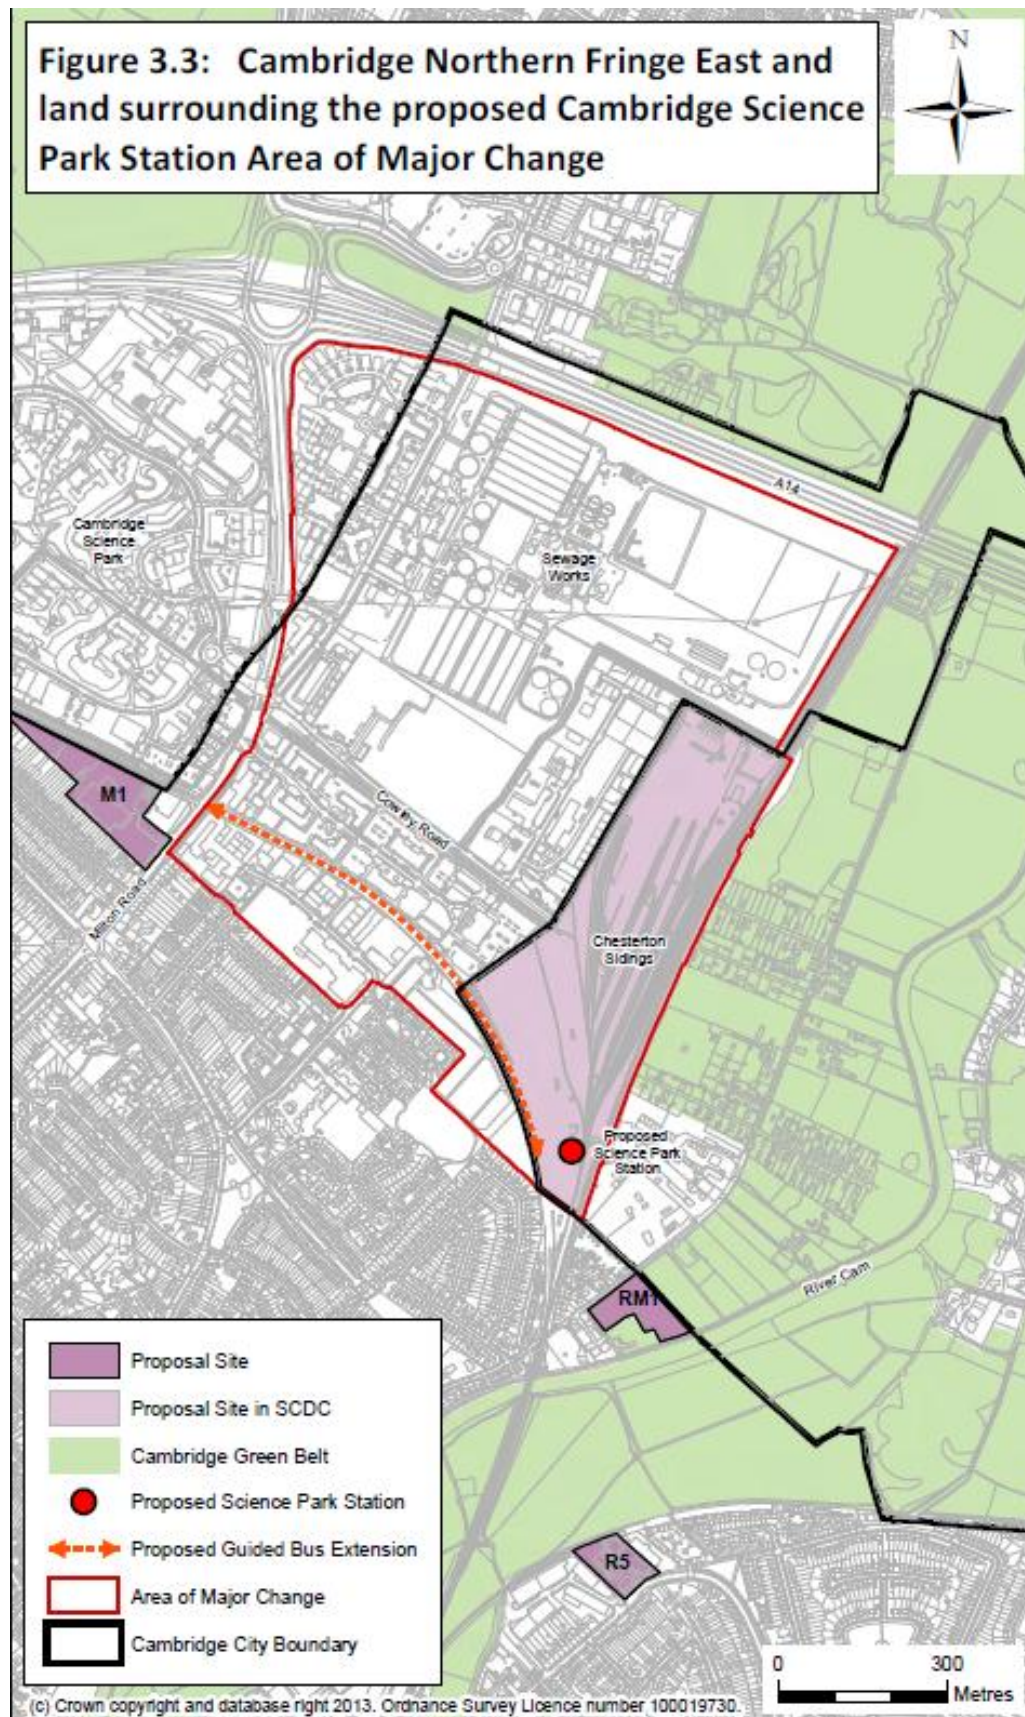 Figure 3.3: Cambridge Northern Fringe East and
land surrounding the proposed Cambridge Science
Park Station Area of Major Change
N
A14
Cambridge
Science
Park
Sewage
Works
M1
Cowley Road
Milton Road
Chesterton
Sidings
Proposed
Science Park
Station
River Cam
RM1
Proposal Site
Proposal Site in SCDC
Cambridge Green Belt
Proposed Science Park Station
Proposed Guided Bus Extension
Area of Major Change
Cambridge City Boundary
R5
0 300
Metres
(c) Crown copyright and database right 2013. Ordnance Survey Licence number 100019730.